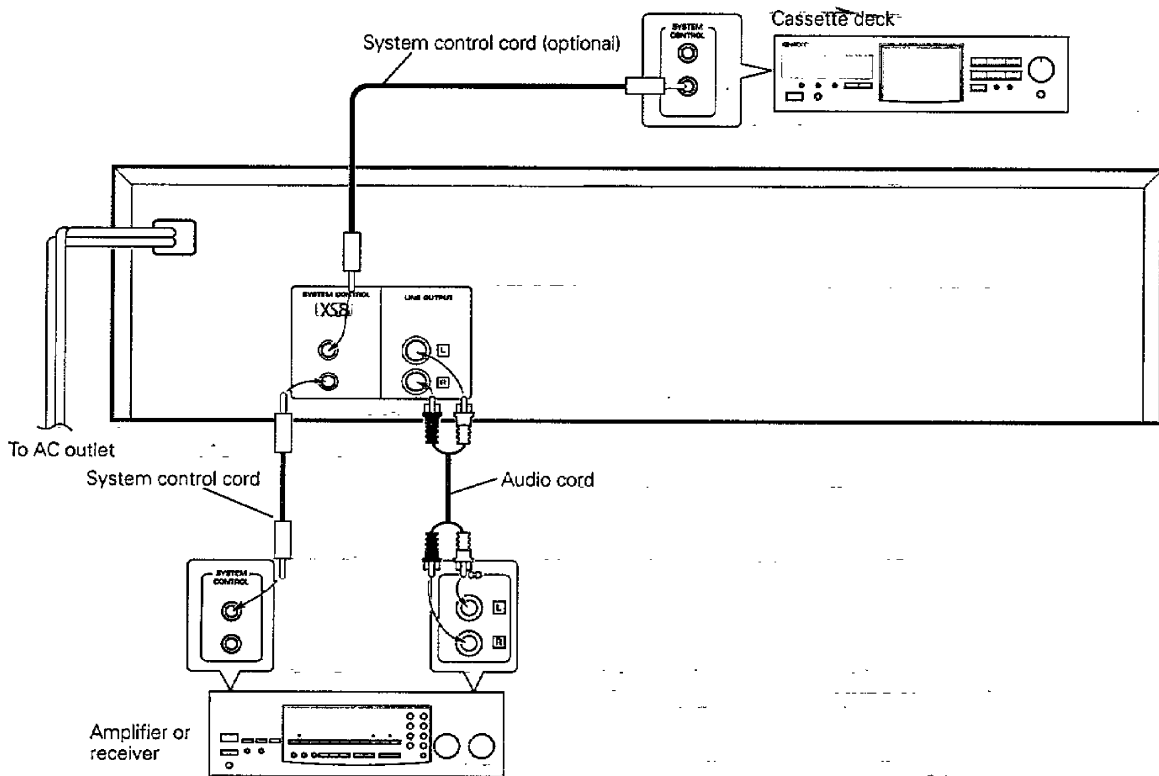 Cassette deck
SYSTEM
CONTROL
System control cord (optional)
SYSTEM CONTROL
LINE OUTPUT
XS8
L
R
To AC outlet
System control cord
Audio cord
SYSTEM
CONTROL
CD
L
R
Amplifier or
receiver